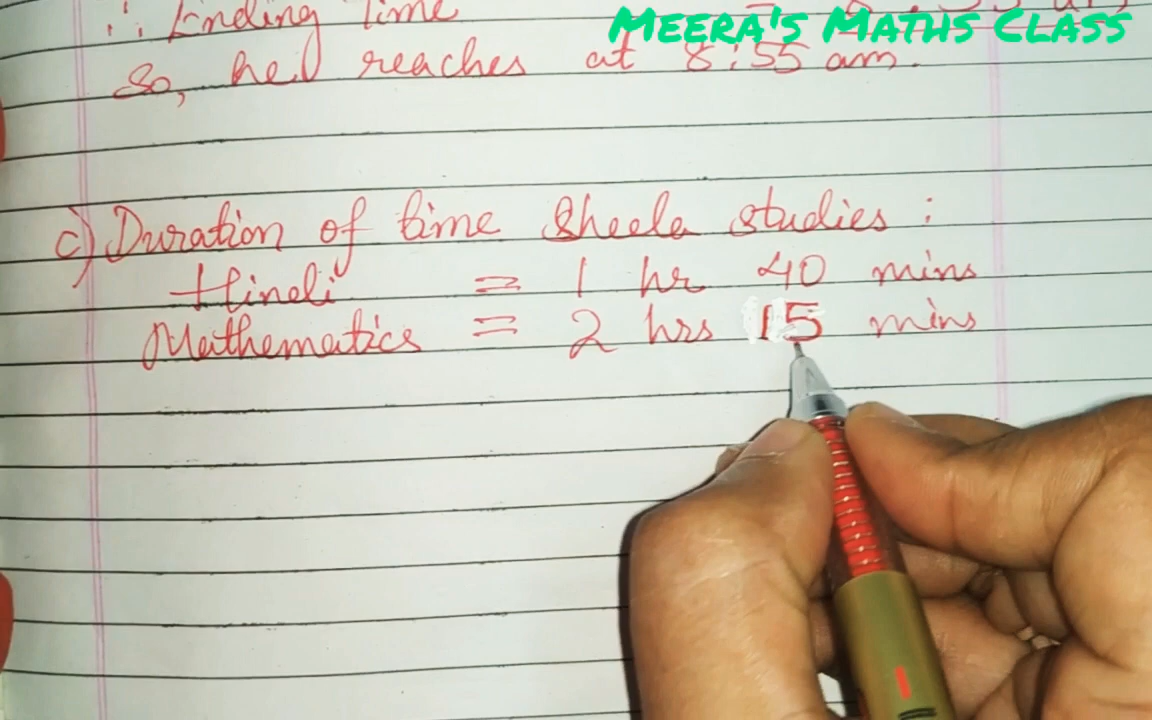 ∴ Ending time
MEERA'S MATHS CLASS
So, he reaches at 8:55 am.
c) Duration of time Sheela studies :
Hindi = 1 hr 40 mins
Mathematics = 2 hrs 15 mins